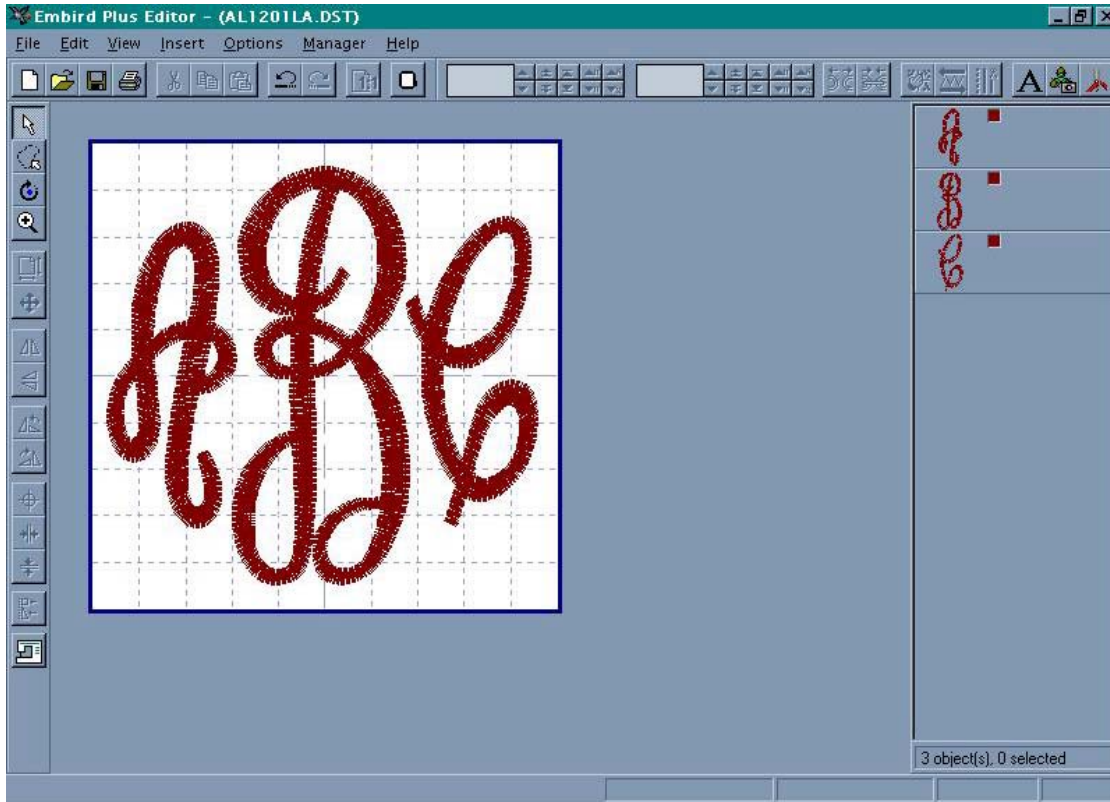 Embird Plus Editor - (AL1201LA.DST)
File Edit View Insert Options Manager Help
A
A B C
3 object(s), 0 selected